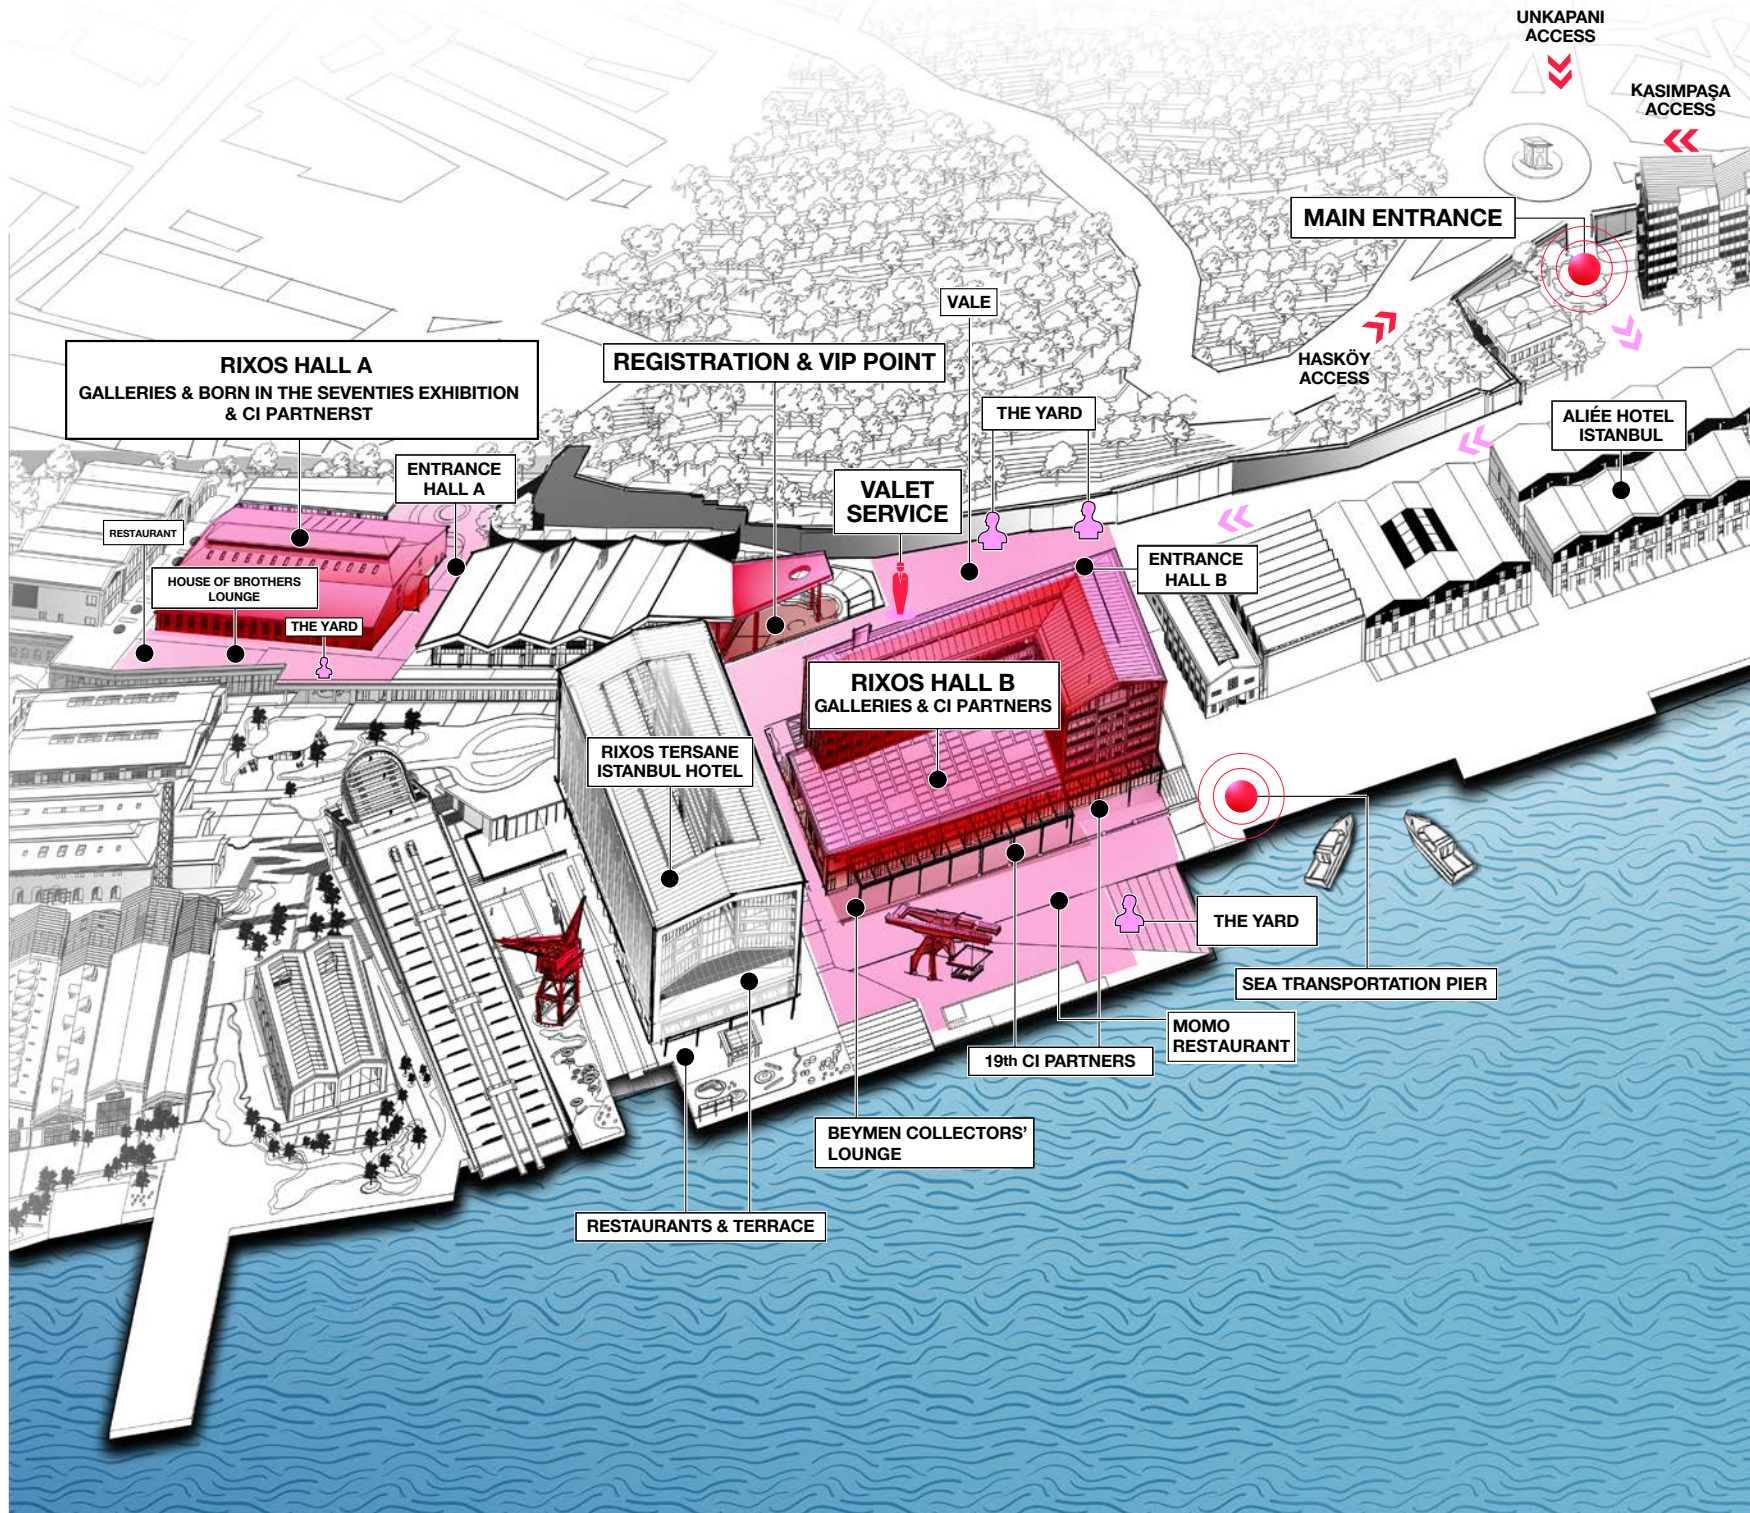 UNKAPANI
ACCESS
KASIMPAŞA
ACCESS
MAIN ENTRANCE
VALE
HASKÖY
ACCESS
RIXOS HALL A
GALLERIES & BORN IN THE SEVENTIES EXHIBITION
& CI PARTNERST
REGISTRATION & VIP POINT
THE YARD
ALIÉE HOTEL
ISTANBUL
ENTRANCE
HALL A
VALET
SERVICE
RESTAURANT
ENTRANCE
HALL B
HOUSE OF BROTHERS
LOUNGE
THE YARD
RIXOS HALL B
GALLERIES & CI PARTNERS
RIXOS TERSANE
ISTANBUL HOTEL
THE YARD
SEA TRANSPORTATION PIER
MOMO
RESTAURANT
19th CI PARTNERS
BEYMEN COLLECTORS'
LOUNGE
RESTAURANTS & TERRACE